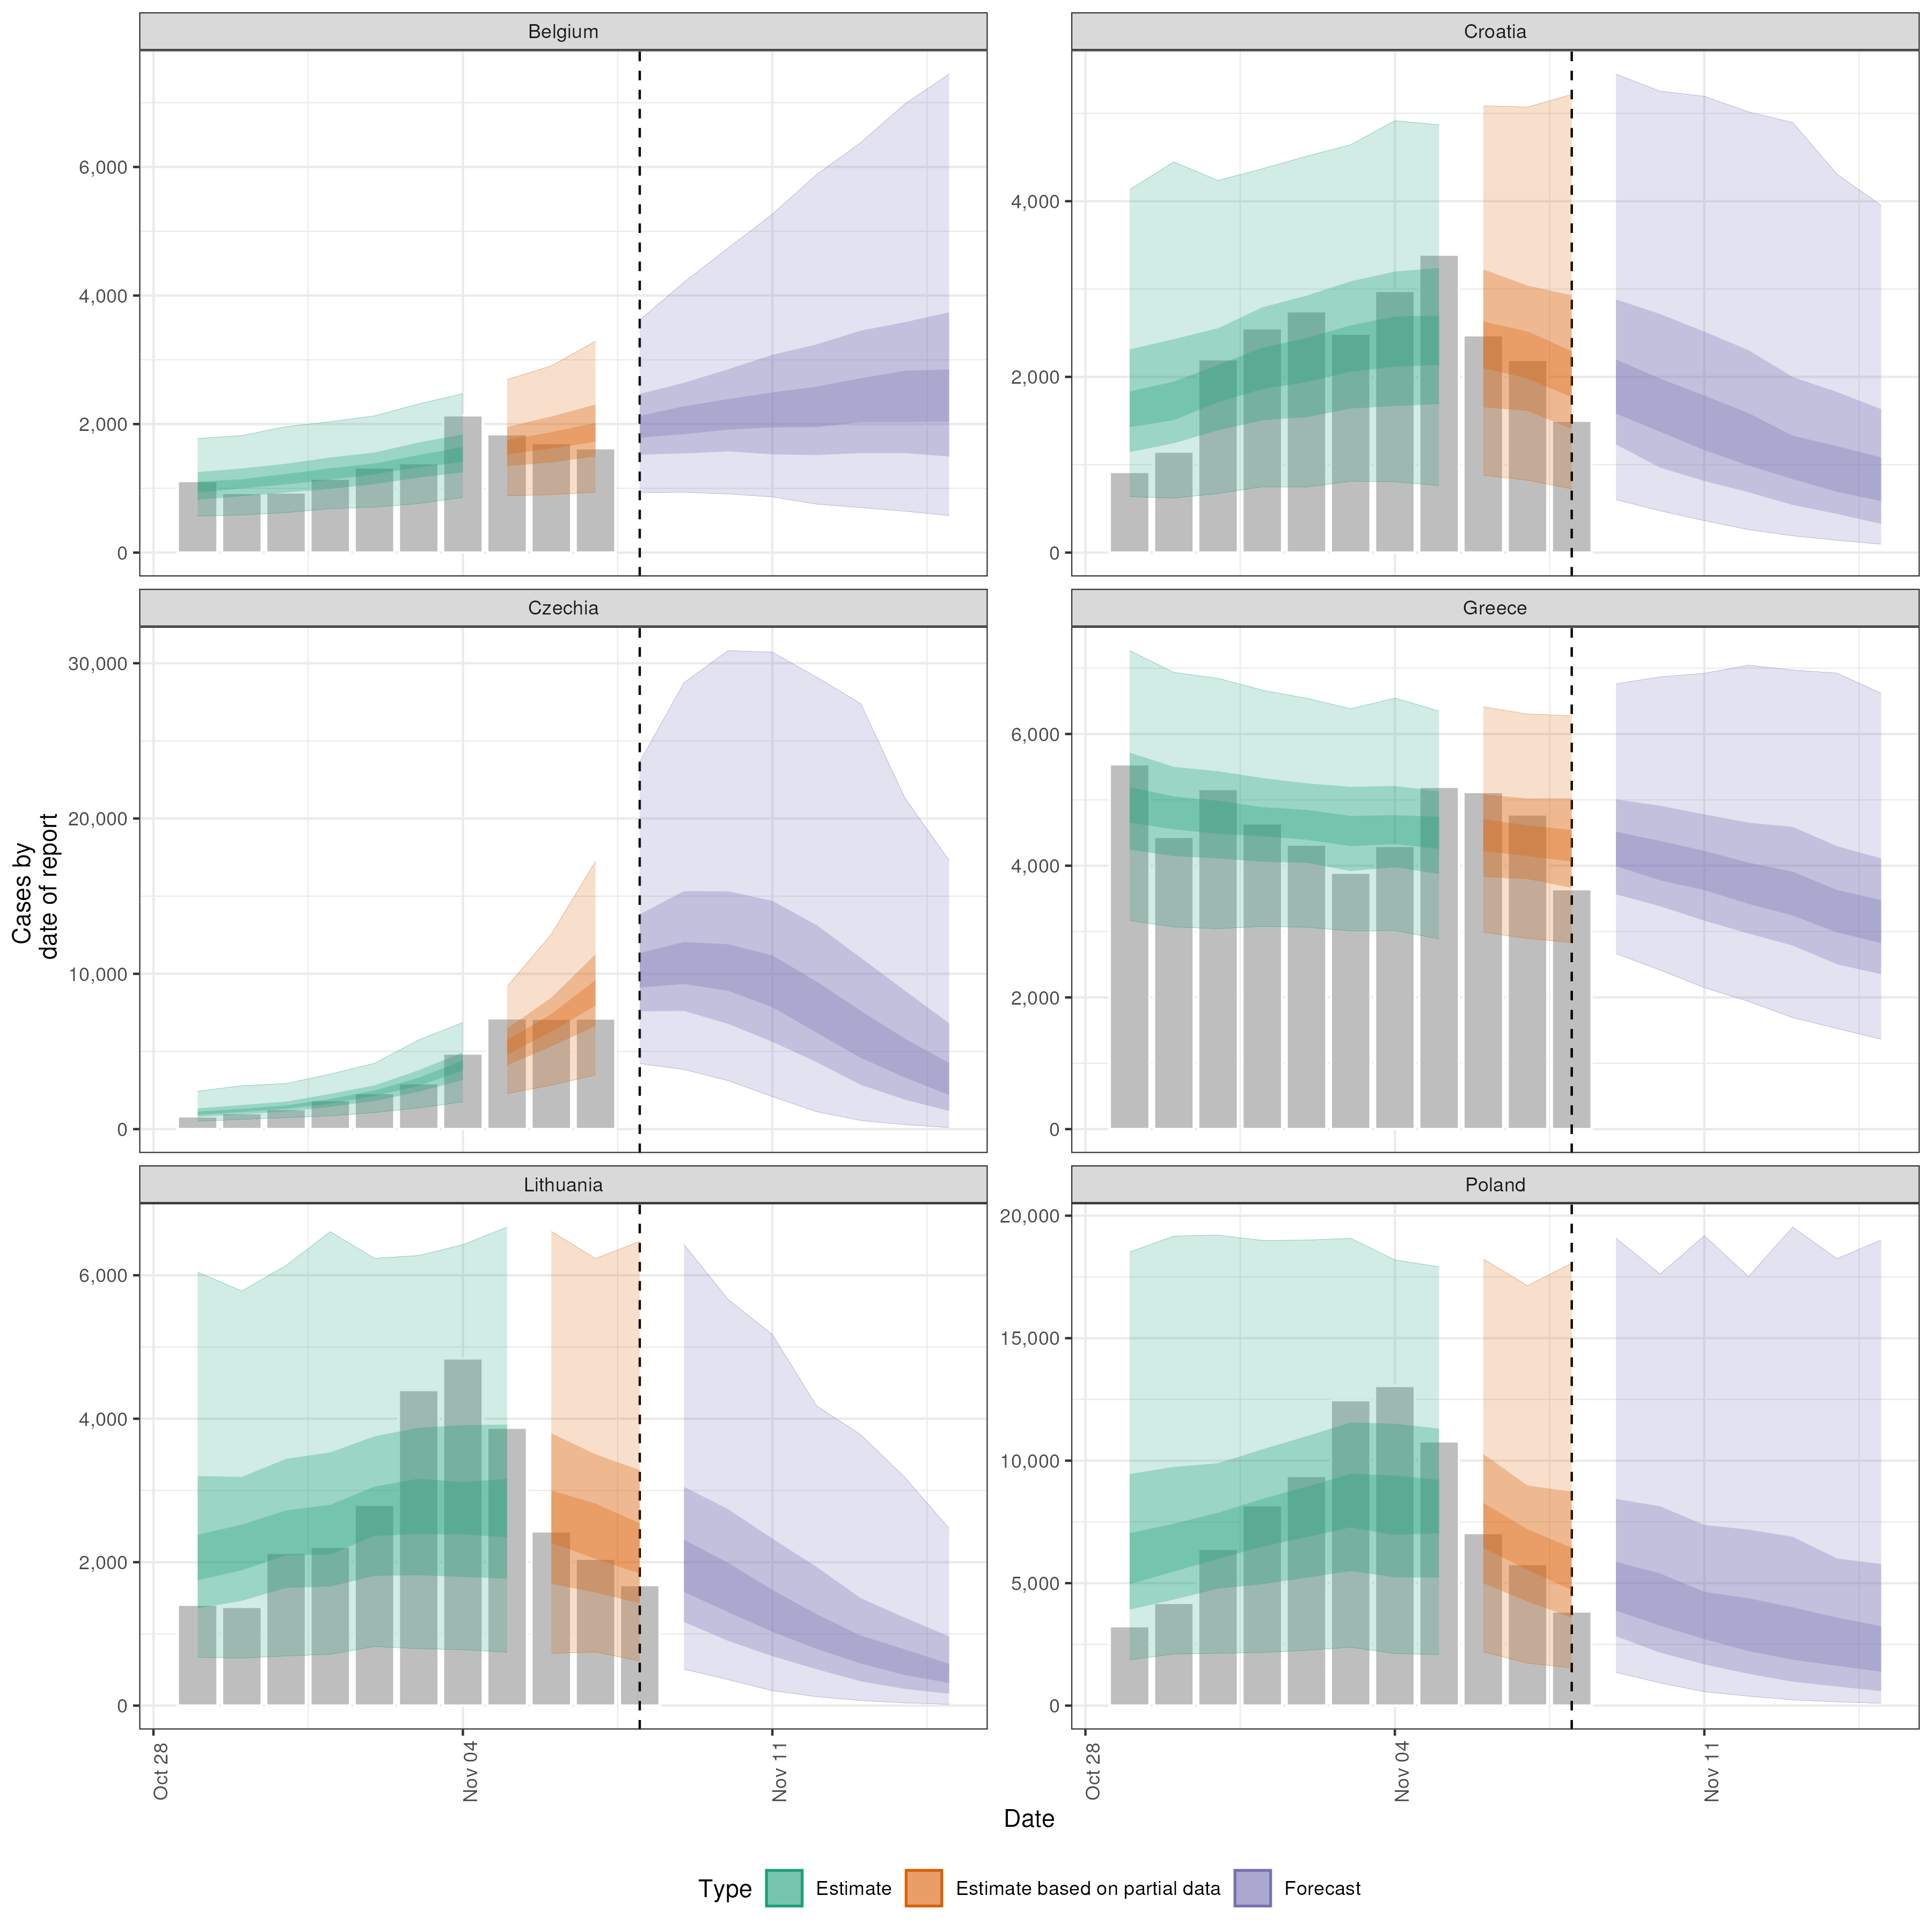 Belgium
Croatia
6,000
4,000
2,000
0
4,000
2,000
0
Czechia
Greece
30,000
20,000
10,000
0
6,000
4,000
2,000
0
Cases by
date of report
Lithuania
Poland
6,000
4,000
2,000
0
20,000
15,000
10,000
5,000
0
Oct 28
Nov 04
Nov 11
Oct 28
Nov 04
Nov 11
Date
Type Estimate Estimate based on partial data Forecast